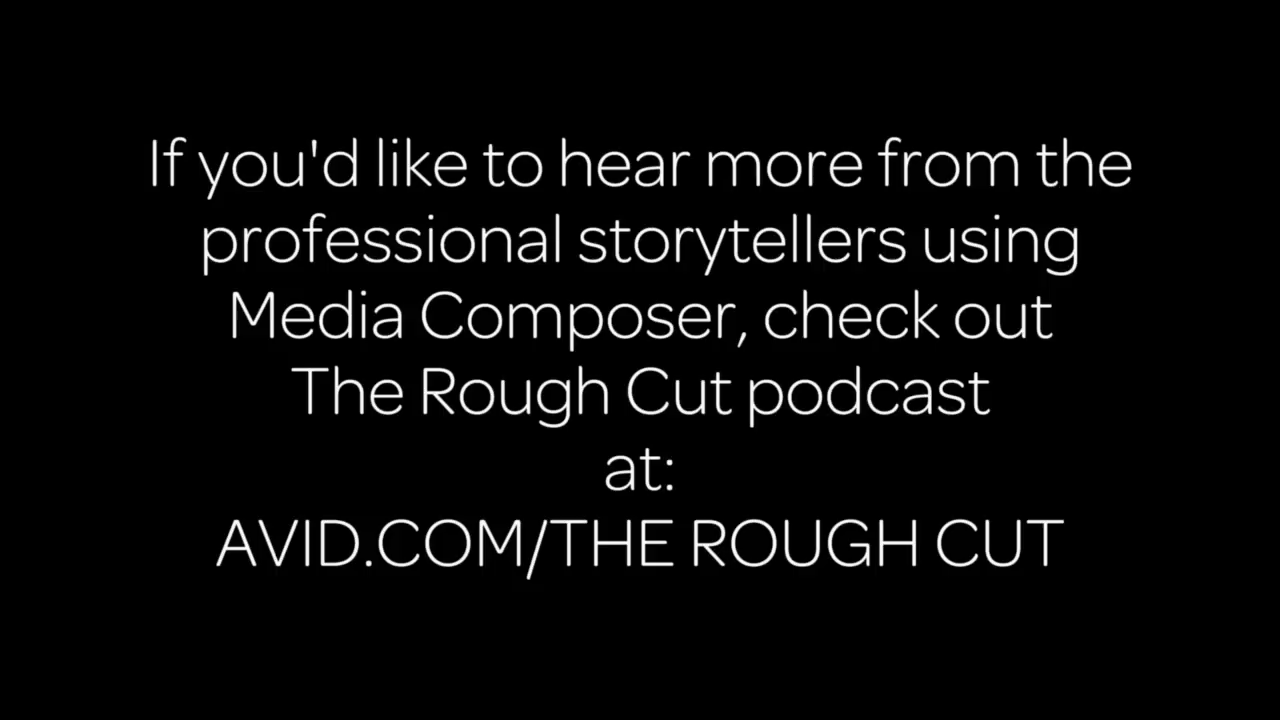 If you'd like to hear more from the
professional storytellers using
Media Composer, check out
The Rough Cut podcast
at:
AVID.COM/THE ROUGH CUT